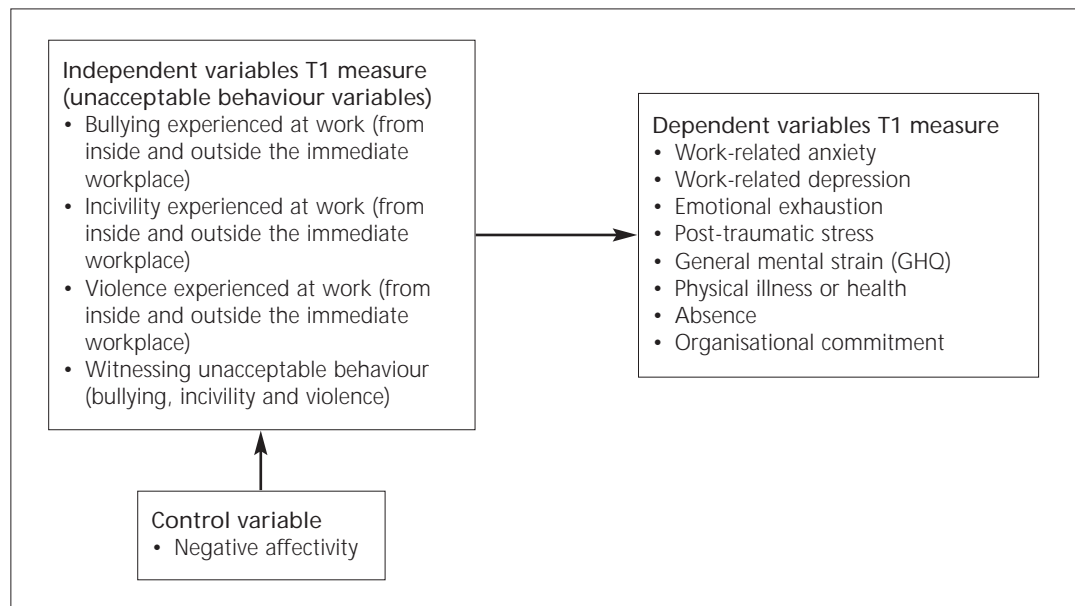 Independent variables T1 measure
(unacceptable behaviour variables)
• Bullying experienced at work (from
inside and outside the immediate
workplace)
• Incivility experienced at work (from
inside and outside the immediate
workplace)
• Violence experienced at work (from
inside and outside the immediate
workplace)
• Witnessing unacceptable behaviour
(bullying, incivility and violence)
Dependent variables T1 measure
• Work-related anxiety
• Work-related depression
• Emotional exhaustion
• Post-traumatic stress
• General mental strain (GHQ)
• Physical illness or health
• Absence
• Organisational commitment
Control variable
• Negative affectivity